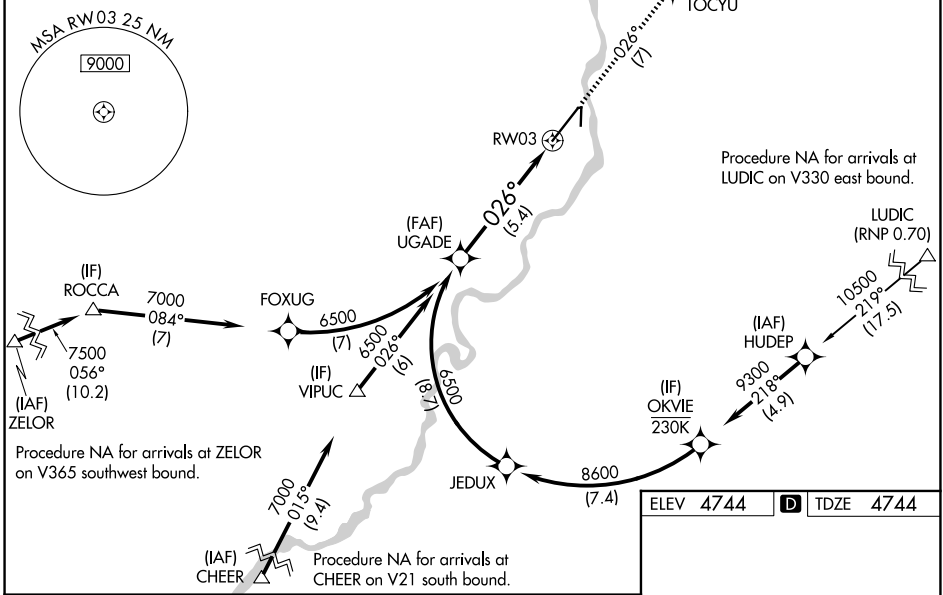 TOCYU
MSA RW03 25 NM
9000
026°
(7)
RW03
Procedure NA for arrivals at
LUDIC on V330 east bound.
026°
(5.4)
(FAF)
UGADE
LUDIC
(RNP 0.70)
(IF)
ROCCA
7000
084°
(7)
FOXUG
6500
(7)
10500
219°
(17.5)
(IAF)
HUDEP
7500
056°
(10.2)
(IF)
VIPUC
6500
026°
(6)
6500
(8.7)
9300
218°
(4.9)
(IF)
OKVIE
230K
(IAF)
ZELOR
Procedure NA for arrivals at ZELOR
on V365 southwest bound.
JEDUX
8600
(7.4)
7000
015°
(9.4)
ELEV 4744
D
TDZE 4744
(IAF)
CHEER
Procedure NA for arrivals at
CHEER on V21 south bound.